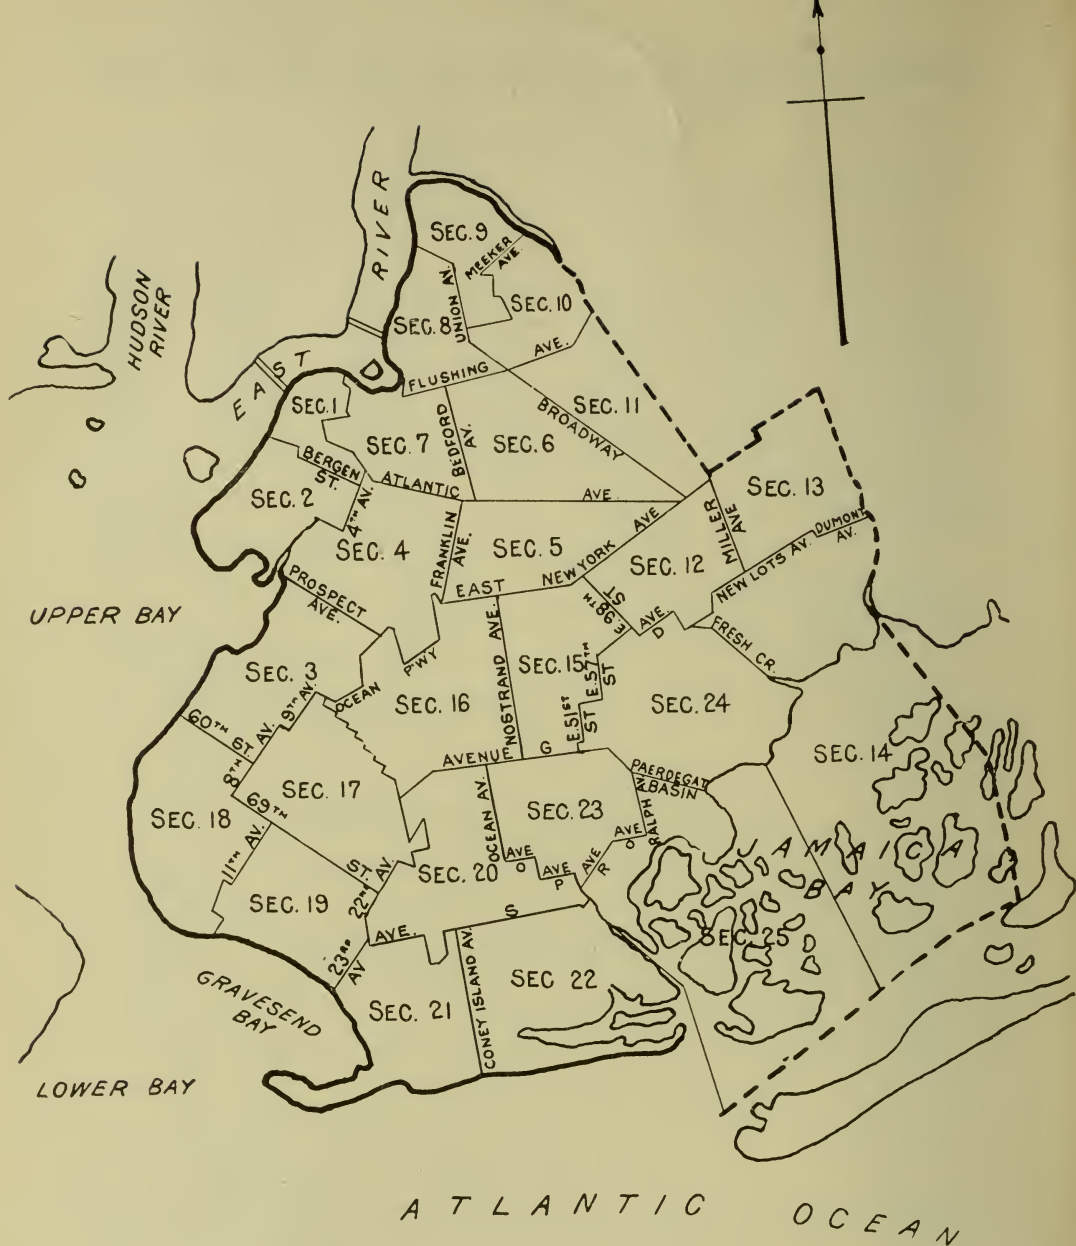 HUDSON
RIVER
EAST
RIVER
SEC. 9
MEEKER
AVE.
UNION AV.
SEC. 8
SEC. 10
AVE.
FLUSHING
SEC. 1
SEC. 7
BEDFORD
AV.
SEC. 6
BROADWAY
SEC. 11
BERGEN
ST.
SEC. 2
4TH AV.
ATLANTIC
AVE.
SEC. 13
MILLER
AVE
DUMONT
AV.
SEC. 4
FRANKLIN
AVE.
SEC. 5
EAST
NEW YORK
AVE
SEC. 12
NEW LOTS AV.
PROSPECT
AVE.
UPPER BAY
E. 98TH
ST
AVE.
D
FRESH CR.
SEC. 3
OCEAN
P'WY
NOSTRAND AVE.
SEC. 15
E. 57TH
ST
E. 51ST
ST
SEC. 16
SEC. 24
60TH
ST.
8TH AV.
9TH AV.
AVENUE
G
SEC. 14
SEC. 17
69TH
ST.
SEC. 18
11TH AV.
OCEAN AV.
SEC. 23
PAERDEGAT
BASIN
RALPH AV.
AVE
O
AVE
O
AVE
P
AVE
R
SEC. 20
22ND AV.
SEC. 19
JAMAICA
BAY
SEC. 25
AVE.
S
23RD
AV
GRAVESEND
BAY
SEC. 21
CONEY ISLAND AV.
SEC 22
LOWER BAY
ATLANTIC OCEAN